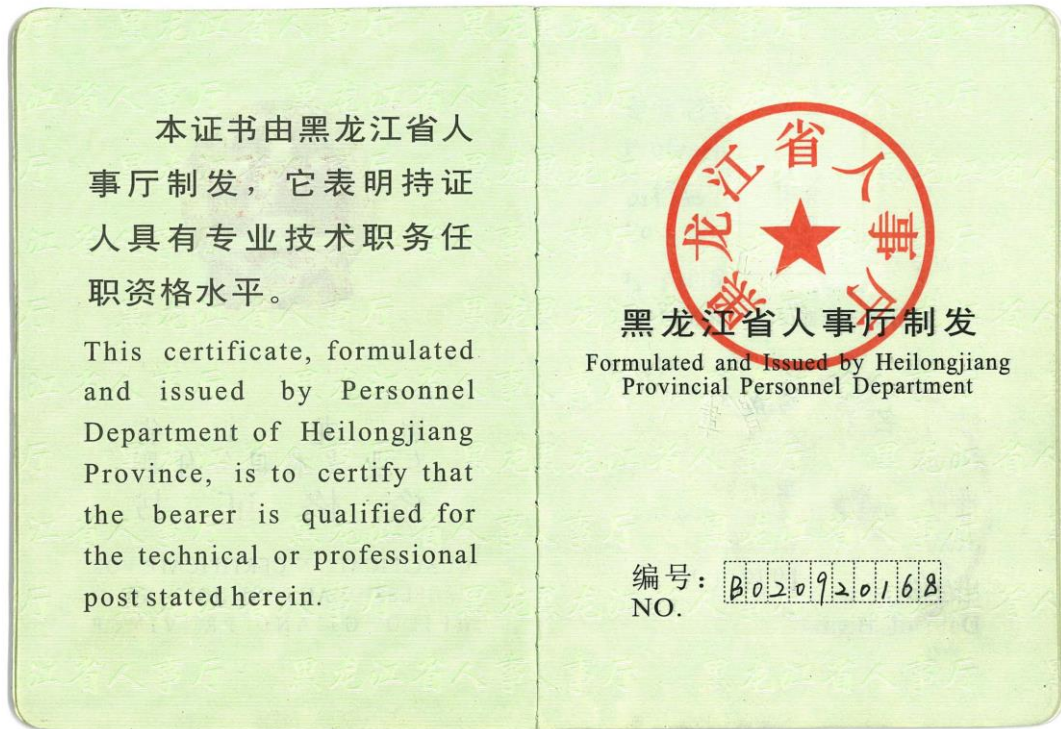 本证书由黑龙江省人
事厅制发，它表明持证
人具有专业技术职务任
职资格水平。
This certificate, formulated
and issued by Personnel
Department of Heilongjiang
Province, is to certify that
the bearer is qualified for
the technical or professional
post stated herein.
黑龙江省人事厅
黑龙江省人事厅制发
Formulated and Issued by Heilongjiang
Provincial Personnel Department
编号：B020920168
NO.